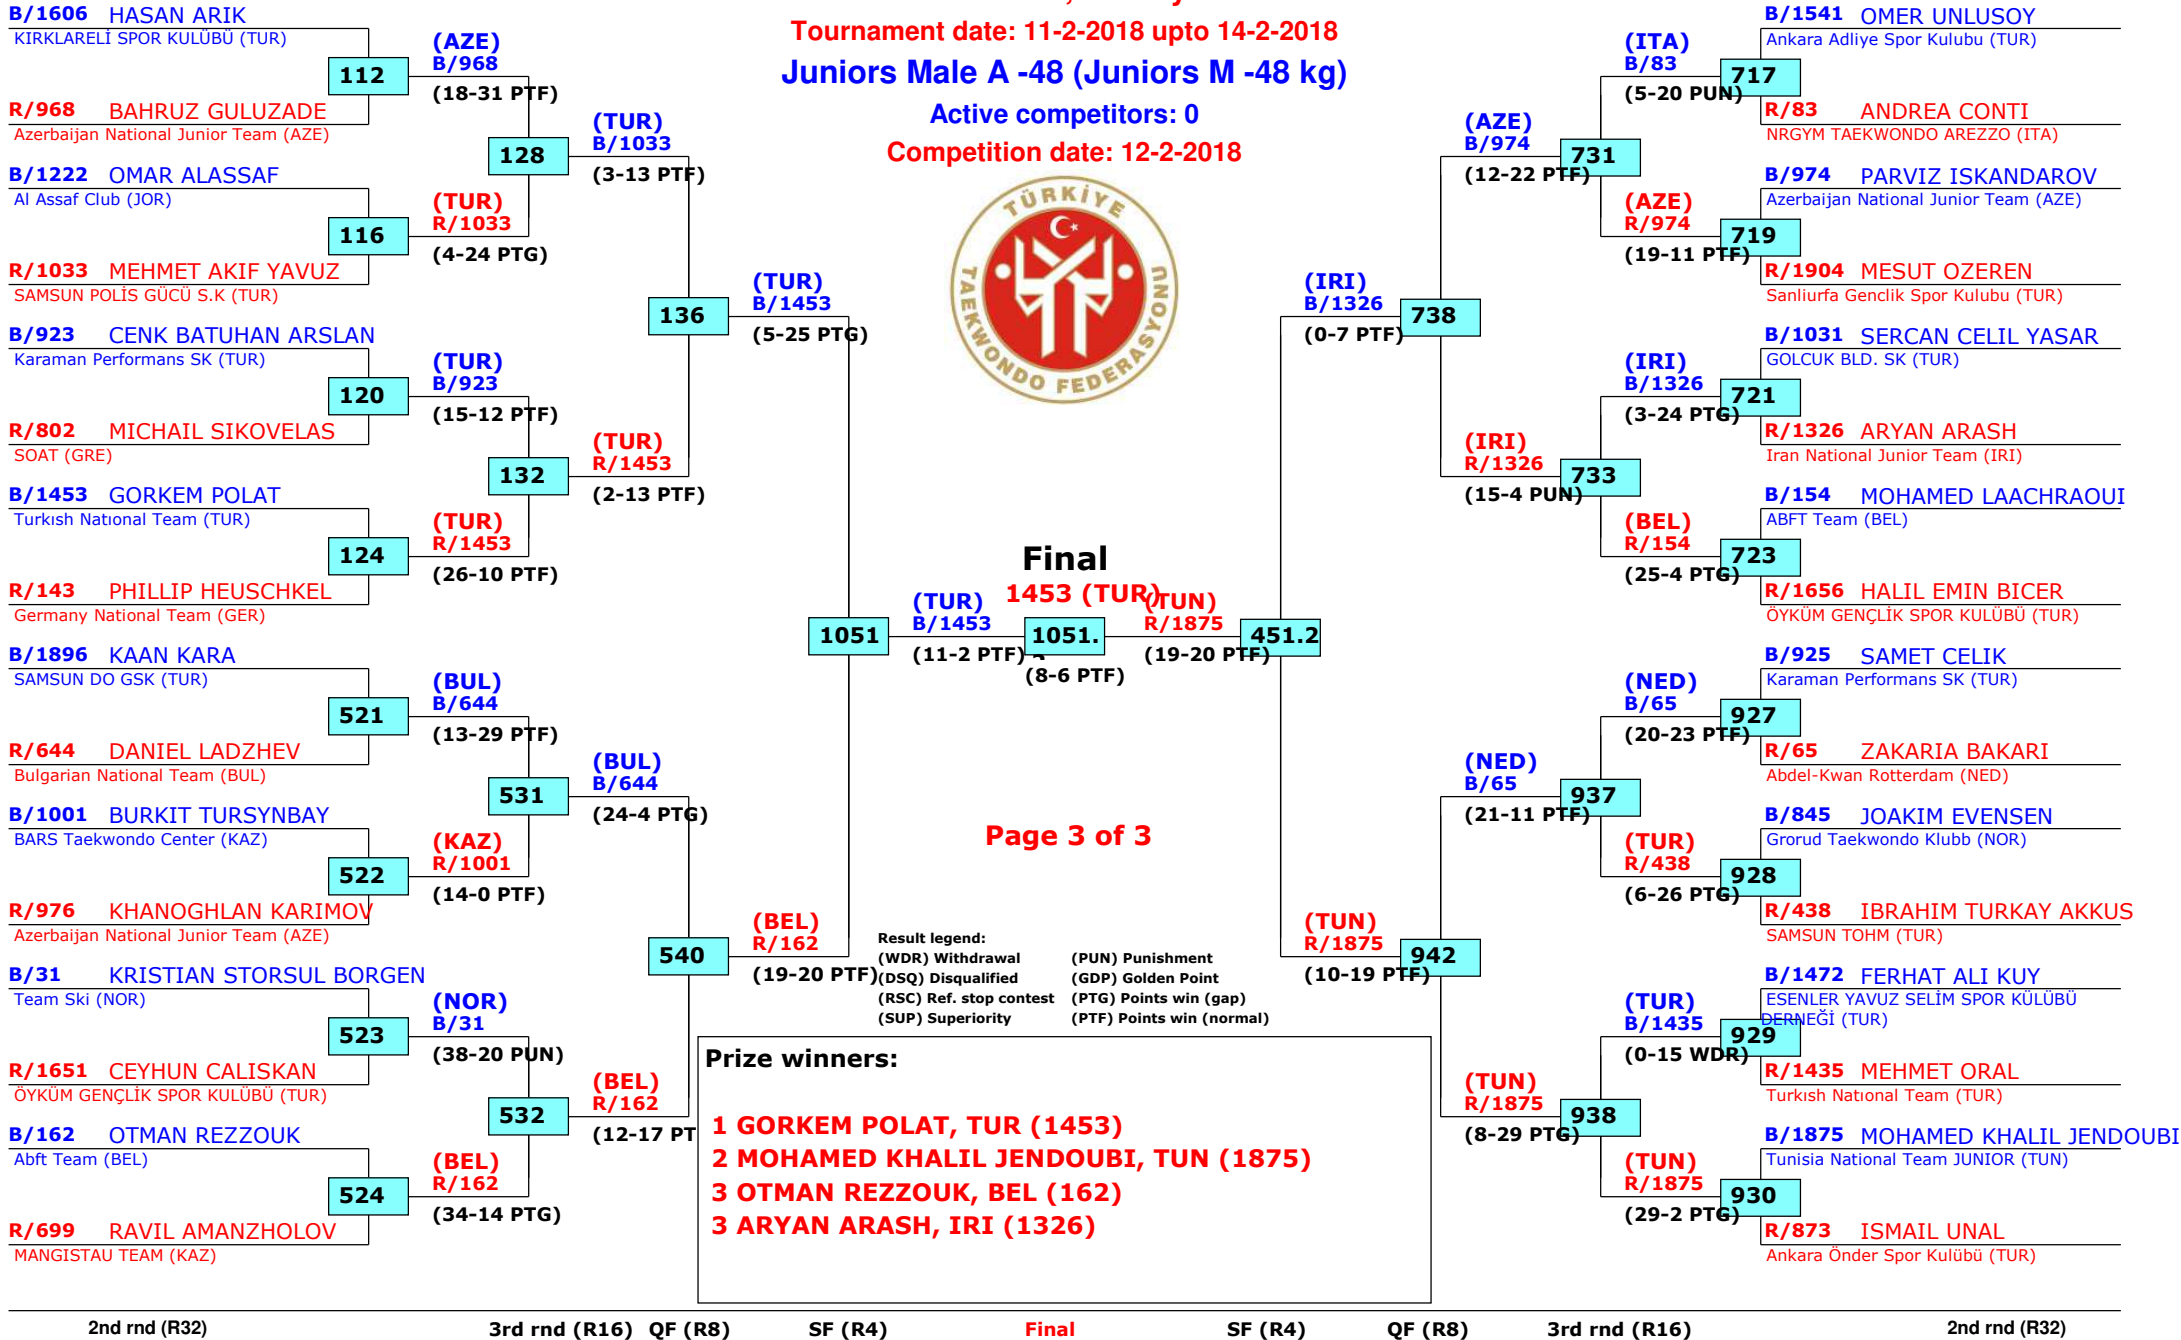 Tournament date: 11-2-2018 upto 14-2-2018
Juniors Male A -48 (Juniors M -48 kg)
Active competitors: 0
Competition date: 12-2-2018
TÜRKİYE
TAEKWONDO FEDERASYONU
B/1606 HASAN ARIK
KIRKLARELİ SPOR KULÜBÜ (TUR)
112
R/968 BAHRUZ GULUZADE
Azerbaijan National Junior Team (AZE)
B/1222 OMAR ALASSAF
Al Assaf Club (JOR)
116
R/1033 MEHMET AKIF YAVUZ
SAMSUN POLİS GÜCÜ S.K (TUR)
B/923 CENK BATUHAN ARSLAN
Karaman Performans SK (TUR)
120
R/802 MICHAIL SIKOVELAS
SOAT (GRE)
B/1453 GORKEM POLAT
Turkısh Natıonal Team (TUR)
124
R/143 PHILLIP HEUSCHKEL
Germany National Team (GER)
B/1896 KAAN KARA
SAMSUN DO GSK (TUR)
521
R/644 DANIEL LADZHEV
Bulgarian National Team (BUL)
B/1001 BURKIT TURSYNBAY
BARS Taekwondo Center (KAZ)
522
R/976 KHANOGHLAN KARIMOV
Azerbaijan National Junior Team (AZE)
B/31 KRISTIAN STORSUL BORGEN
Team Ski (NOR)
523
R/1651 CEYHUN CALISKAN
ÖYKÜM GENÇLİK SPOR KULÜBÜ (TUR)
B/162 OTMAN REZZOUK
Abft Team (BEL)
524
R/699 RAVIL AMANZHOLOV
MANGISTAU TEAM (KAZ)
(AZE)
B/968
(18-31 PTF)
128
(TUR)
R/1033
(4-24 PTG)
(TUR)
B/923
(15-12 PTF)
132
(TUR)
R/1453
(26-10 PTF)
(BUL)
B/644
(13-29 PTF)
531
(KAZ)
R/1001
(14-0 PTF)
(NOR)
B/31
(38-20 PUN)
532
(BEL)
R/162
(34-14 PTG)
(TUR)
B/1033
(3-13 PTF)
136
(TUR)
R/1453
(2-13 PTF)
(BUL)
B/644
(24-4 PTG)
540
(BEL)
R/162
(12-17 PT
(TUR)
B/1453
(5-25 PTG)
1051
(BEL)
R/162
(19-20 PTF)
Final
1453 (TUR)
(TUR)
B/1453
(11-2 PTF)
1051.
(8-6 PTF)
(TUN)
R/1875
(19-20 PTF)
451.2
Page 3 of 3
(IRI)
B/1326
(0-7 PTF)
738
(TUN)
R/1875
(10-19 PTF)
942
(AZE)
B/974
(12-22 PTF)
731
(IRI)
R/1326
(15-4 PUN)
733
(NED)
B/65
(21-11 PTF)
937
(TUN)
R/1875
(8-29 PTG)
938
(ITA)
B/83
(5-20 PUN)
717
(AZE)
R/974
(19-11 PTF)
719
(IRI)
B/1326
(3-24 PTG)
721
(BEL)
R/154
(25-4 PTG)
723
(NED)
B/65
(20-23 PTF)
927
(TUR)
R/438
(6-26 PTG)
928
(TUR)
B/1435
(0-15 WDR)
929
(TUN)
R/1875
(29-2 PTG)
930
B/1541 OMER UNLUSOY
Ankara Adliye Spor Kulubu (TUR)
R/83 ANDREA CONTI
NRGYM TAEKWONDO AREZZO (ITA)
B/974 PARVIZ ISKANDAROV
Azerbaijan National Junior Team (AZE)
R/1904 MESUT OZEREN
Sanliurfa Genclik Spor Kulubu (TUR)
B/1031 SERCAN CELIL YASAR
GOLCUK BLD. SK (TUR)
R/1326 ARYAN ARASH
Iran National Junior Team (IRI)
B/154 MOHAMED LAACHRAOUI
ABFT Team (BEL)
R/1656 HALIL EMIN BICER
ÖYKÜM GENÇLİK SPOR KULÜBÜ (TUR)
B/925 SAMET CELIK
Karaman Performans SK (TUR)
R/65 ZAKARIA BAKARI
Abdel-Kwan Rotterdam (NED)
B/845 JOAKIM EVENSEN
Grorud Taekwondo Klubb (NOR)
R/438 IBRAHIM TURKAY AKKUS
SAMSUN TOHM (TUR)
B/1472 FERHAT ALI KUY
ESENLER YAVUZ SELİM SPOR KÜLÜBÜ
DERNEĞİ (TUR)
R/1435 MEHMET ORAL
Turkısh Natıonal Team (TUR)
B/1875 MOHAMED KHALIL JENDOUBI
Tunisia National Team JUNIOR (TUN)
R/873 ISMAIL UNAL
Ankara Önder Spor Kulübü (TUR)
Result legend:
(WDR) Withdrawal (PUN) Punishment
(DSQ) Disqualified (GDP) Golden Point
(RSC) Ref. stop contest (PTG) Points win (gap)
(SUP) Superiority (PTF) Points win (normal)
Prize winners:
1 GORKEM POLAT, TUR (1453)
2 MOHAMED KHALIL JENDOUBI, TUN (1875)
3 OTMAN REZZOUK, BEL (162)
3 ARYAN ARASH, IRI (1326)
2nd rnd (R32) 3rd rnd (R16) QF (R8) SF (R4) Final SF (R4) QF (R8) 3rd rnd (R16) 2nd rnd (R32)